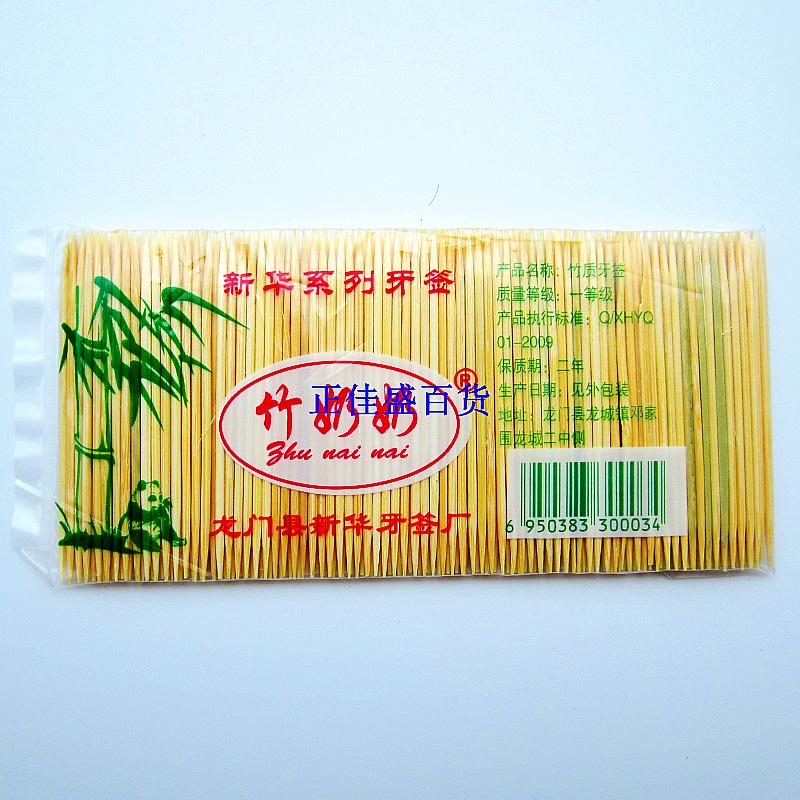 新华系列牙签
竹奶奶
®
Zhu nai nai
正佳盛百货
龙门县新华牙签厂
产品名称：竹质牙签
质量等级：一等级
产品执行标准：Q/XHYQ
01-2009
保质期：二年
生产日期：见外包装
地址：龙门县龙城镇邓家
围龙城二中侧
6 950383 300034